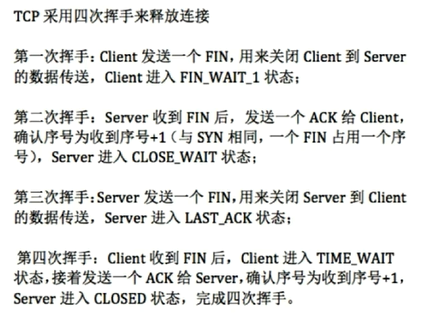 TCP 采用四次挥手来释放连接
第一次挥手：Client 发送一个 FIN，用来关闭 Client 到 Server
的数据传送，Client 进入 FIN_WAIT_1 状态；
第二次挥手：Server 收到 FIN 后，发送一个 ACK 给 Client，
确认序号为收到序号+1（与 SYN 相同，一个 FIN 占用一个序
号），Server 进入 CLOSE_WAIT 状态；
第三次挥手：Server 发送一个 FIN，用来关闭 Server 到 Client
的数据传送，Server 进入 LAST_ACK 状态；
第四次挥手：Client 收到 FIN 后，Client 进入 TIME_WAIT
状态，接着发送一个 ACK 给 Server，确认序号为收到序号+1，
Server 进入 CLOSED 状态，完成四次挥手。